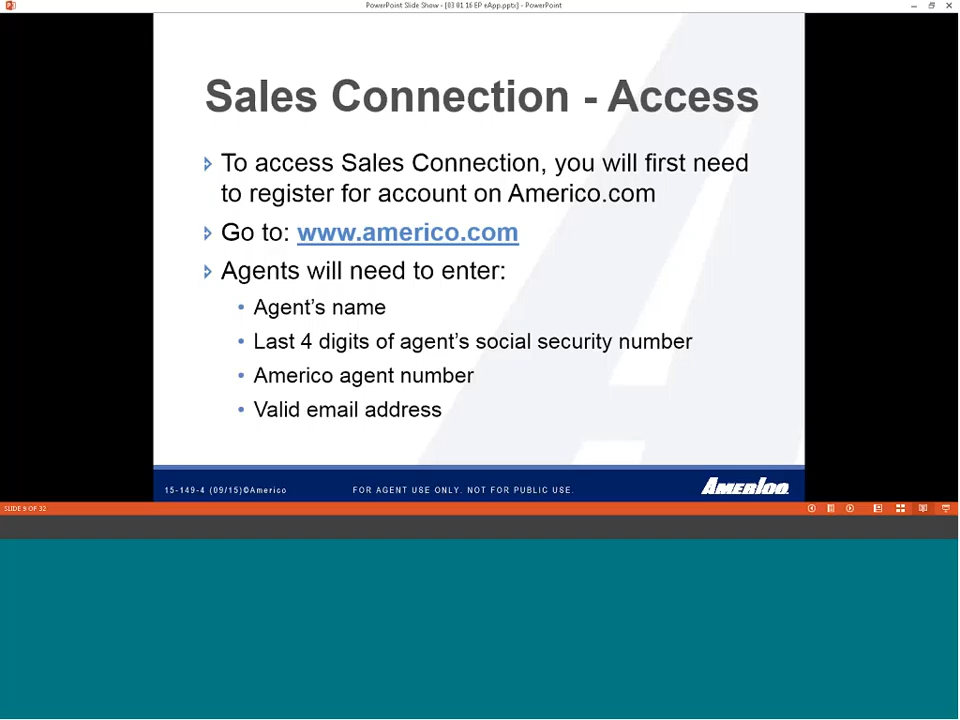 PowerPoint Slide Show - [03 01 16 EP eApp.pptx] - PowerPoint
Sales Connection - Access
To access Sales Connection, you will first need
to register for account on Americo.com
Go to: www.americo.com
Agents will need to enter:
• Agent’s name
• Last 4 digits of agent’s social security number
• Americo agent number
• Valid email address
15-149-4 (09/15)©Americo
FOR AGENT USE ONLY. NOT FOR PUBLIC USE.
AMERICO
SLIDE 9 OF 32